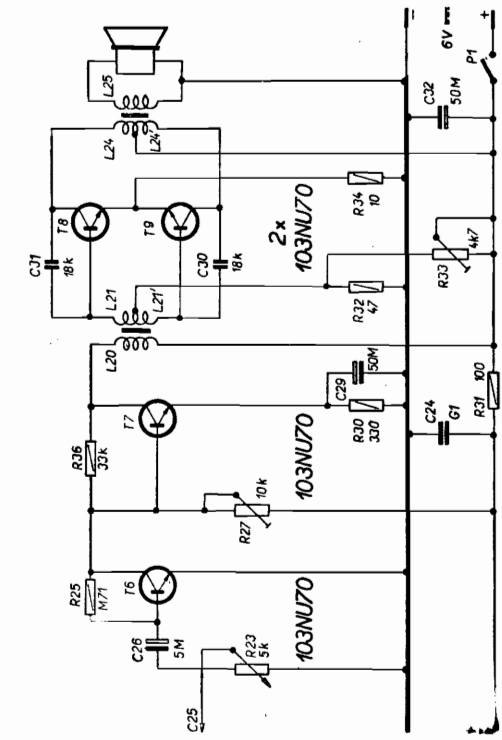 L25
L24
L24'
T8
T9
C31
18k
C30
18k
2x
103NU70
R34
10
C32
50M
6V
P1
+
−
R33
4k7
R32
47
L21
L21'
L20
T7
R36
33k
C29
50M
R30
330
R31
100
C24
G1
103NU70
R27
10k
R25
M71
T6
C26
5M
R23
5k
103NU70
C25
+